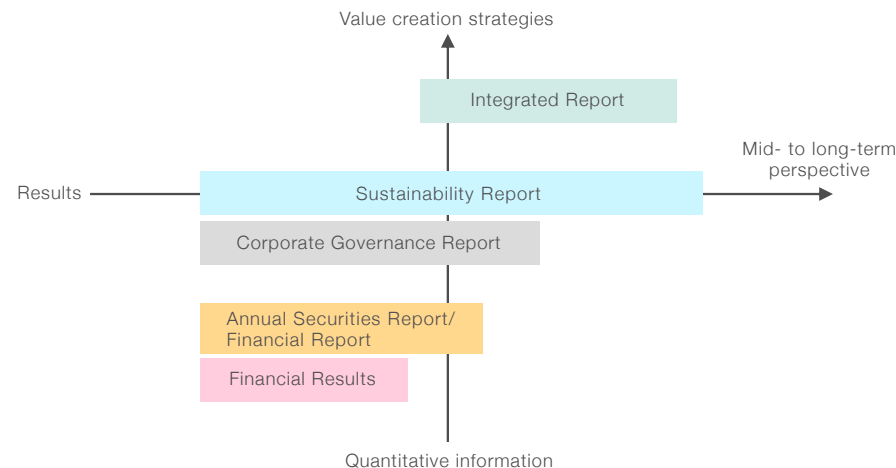 Value creation strategies
Integrated Report
Mid- to long-term
perspective
Results
Sustainability Report
Corporate Governance Report
Annual Securities Report/
Financial Report
Financial Results
Quantitative information